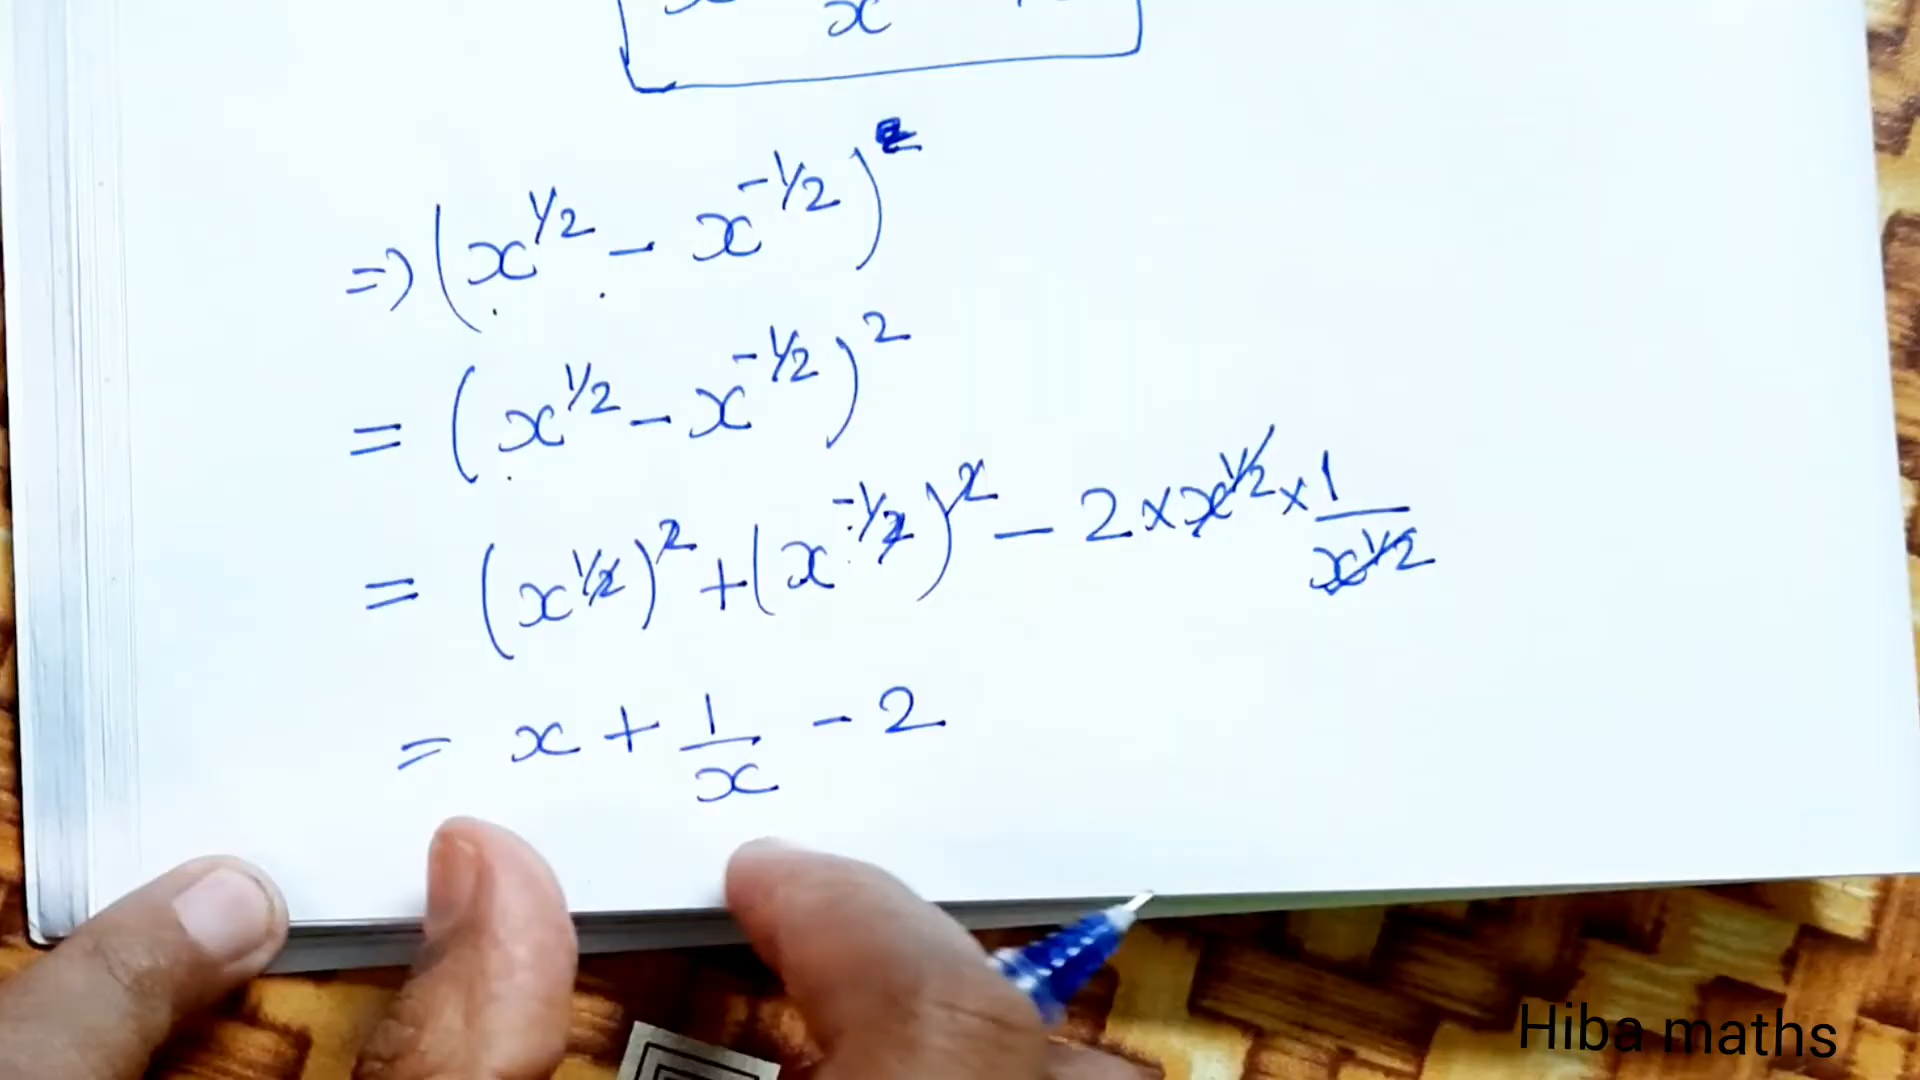 x
=> (x^1/2 - x^-1/2)^2
= (x^1/2 - x^-1/2)^2
= (x^1/2)^2 + (x^-1/2)^2 - 2 × x^1/2 × 1/x^1/2
= x + 1/x - 2
Hiba maths